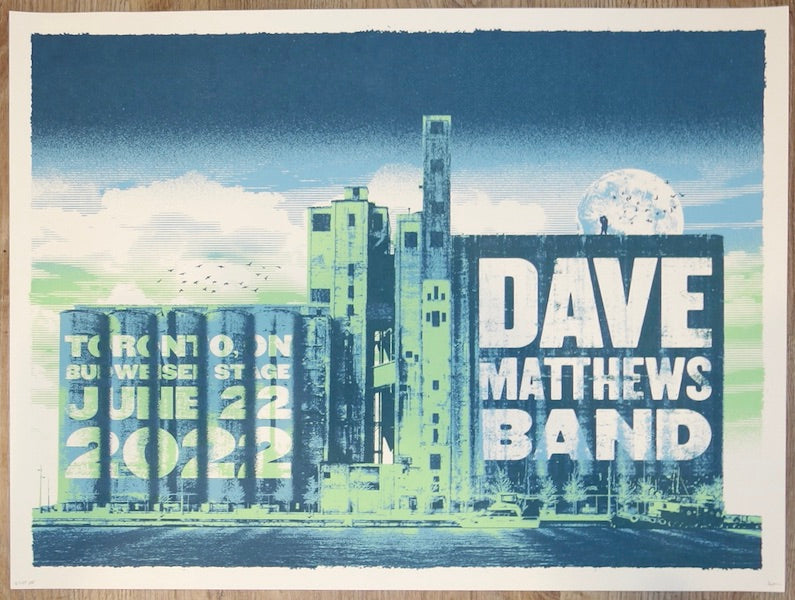 TORONTO, ON
BUDWEISER STAGE
JUNE 22
2022
DAVE
MATTHEWS
BAND